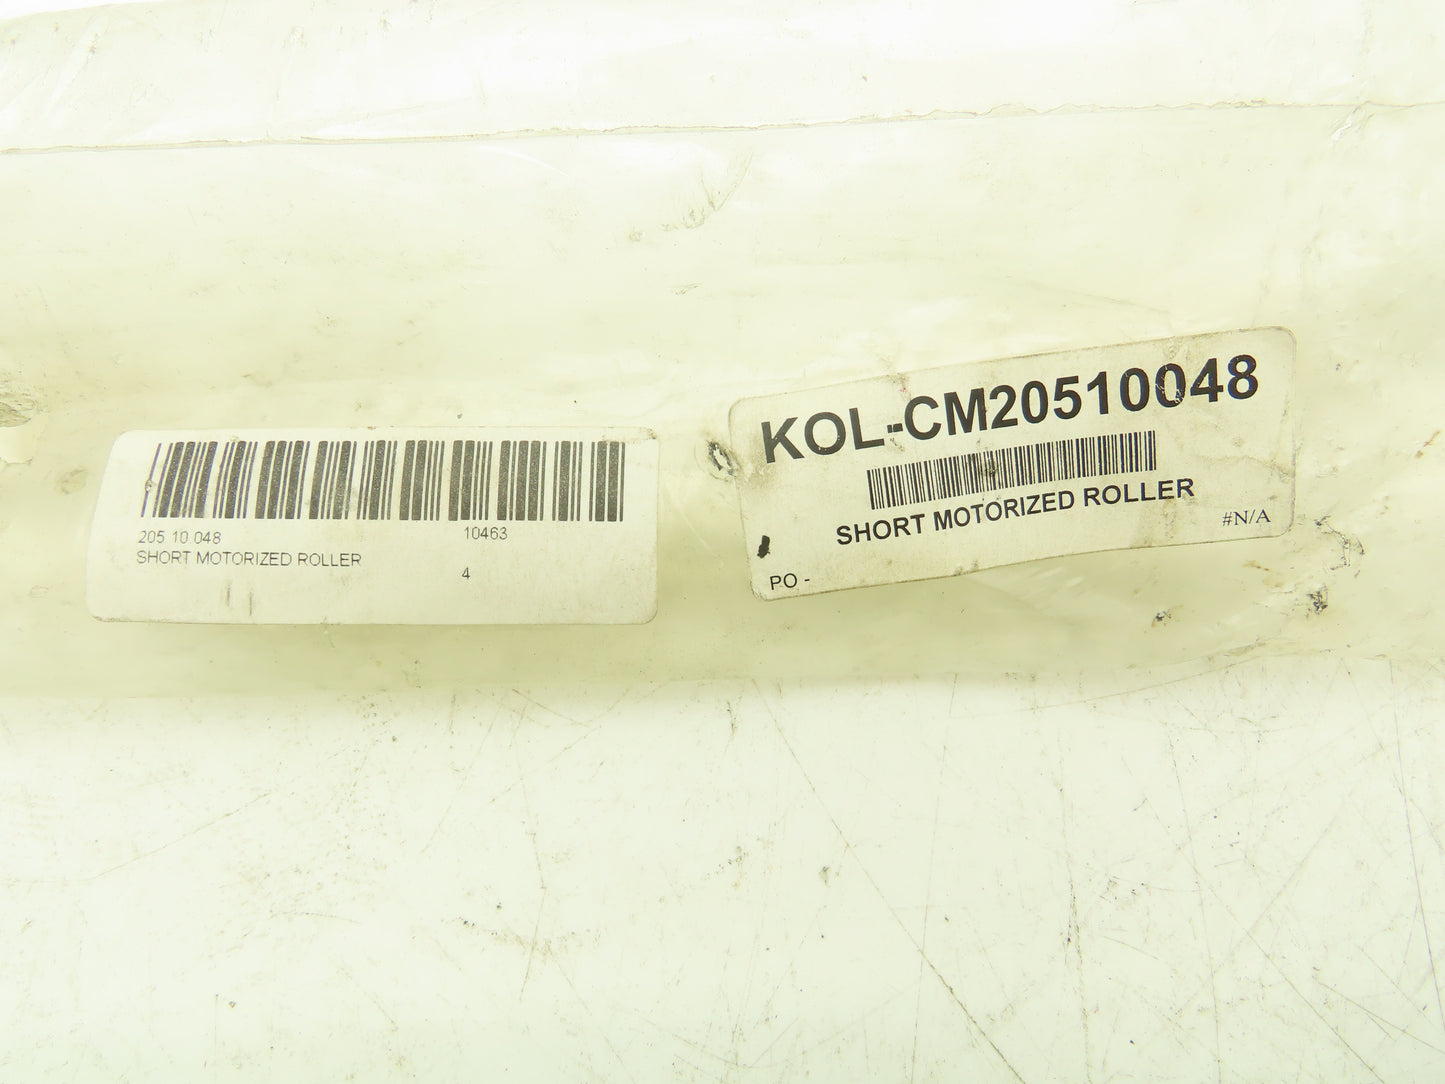 205 10 048 10463
SHORT MOTORIZED ROLLER
4
KOL-CM20510048
SHORT MOTORIZED ROLLER
#N/A
PO -